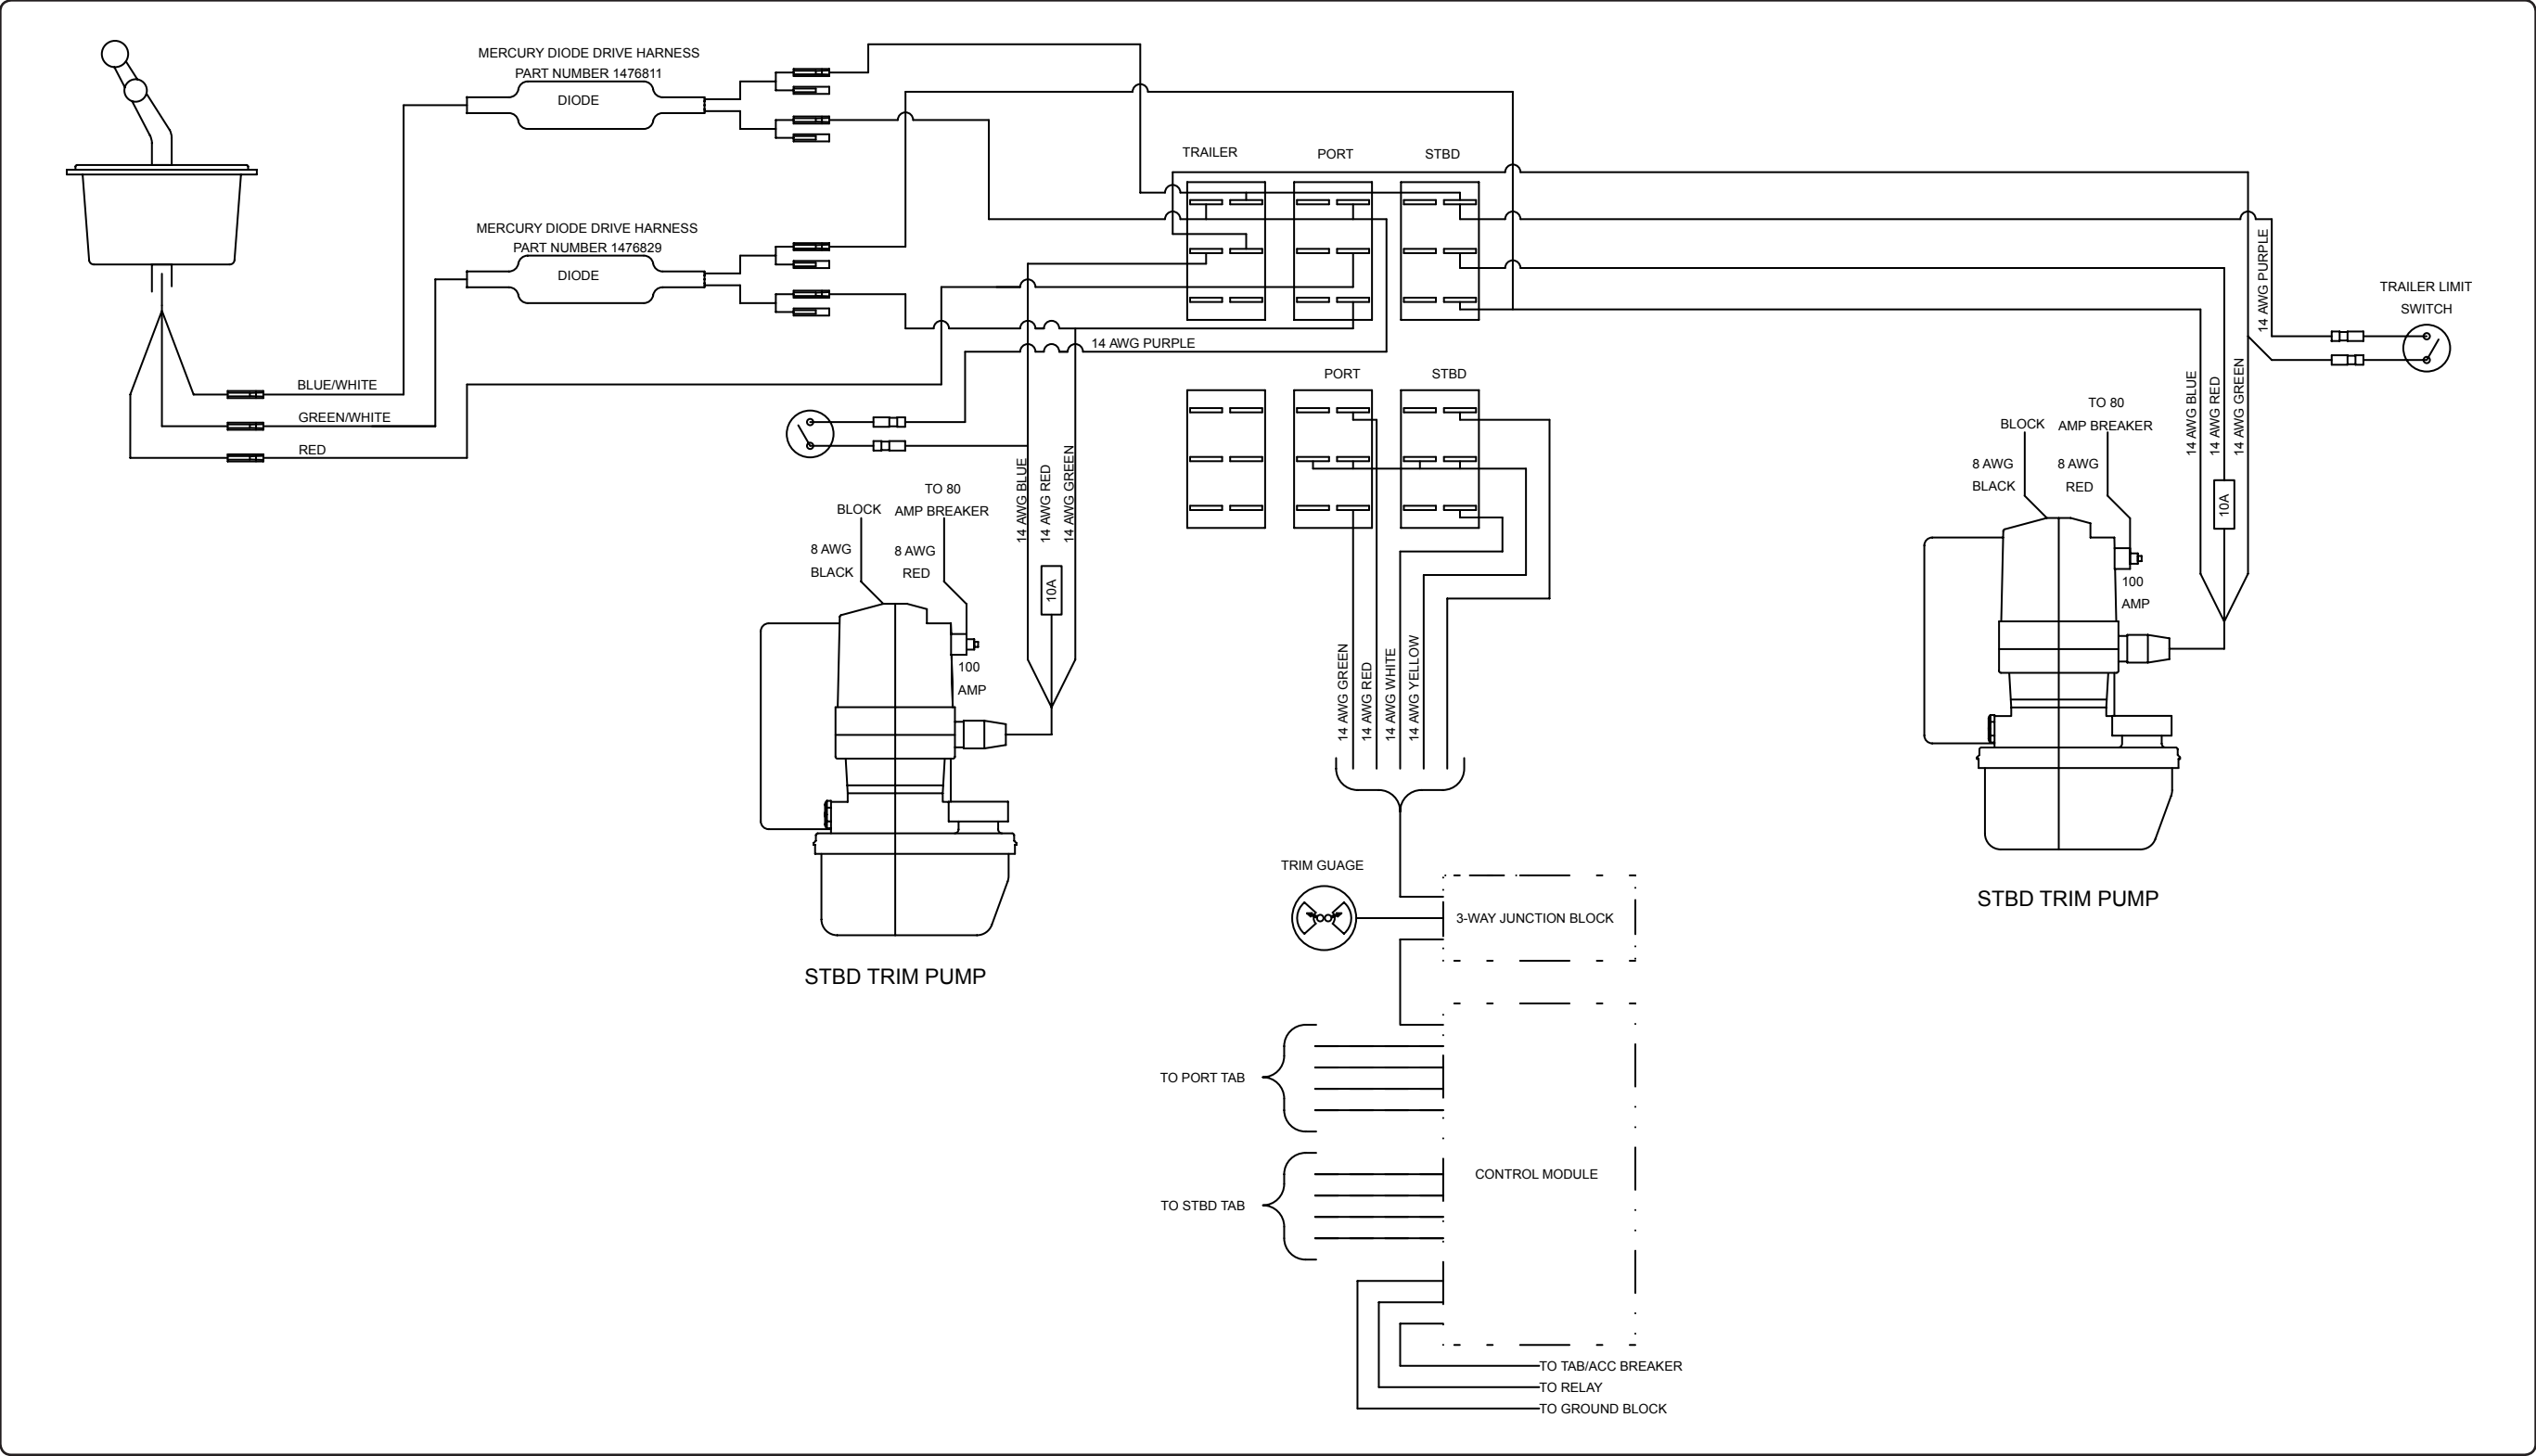 MERCURY DIODE DRIVE HARNESS
PART NUMBER 1476811
DIODE
TRAILER
PORT
STBD
MERCURY DIODE DRIVE HARNESS
PART NUMBER 1476829
DIODE
14 AWG PURPLE
TRAILER LIMIT
SWITCH
14 AWG PURPLE
BLUE/WHITE
GREEN/WHITE
RED
PORT
STBD
14 AWG BLUE
14 AWG RED
14 AWG GREEN
TO 80
AMP BREAKER
BLOCK
8 AWG
BLACK
8 AWG
RED
10A
100
AMP
14 AWG BLUE
14 AWG RED
14 AWG GREEN
TO 80
AMP BREAKER
BLOCK
8 AWG
BLACK
8 AWG
RED
10A
100
AMP
14 AWG GREEN
14 AWG RED
14 AWG WHITE
14 AWG YELLOW
TRIM GUAGE
3-WAY JUNCTION BLOCK
STBD TRIM PUMP
STBD TRIM PUMP
TO PORT TAB
CONTROL MODULE
TO STBD TAB
TO TAB/ACC BREAKER
TO RELAY
TO GROUND BLOCK